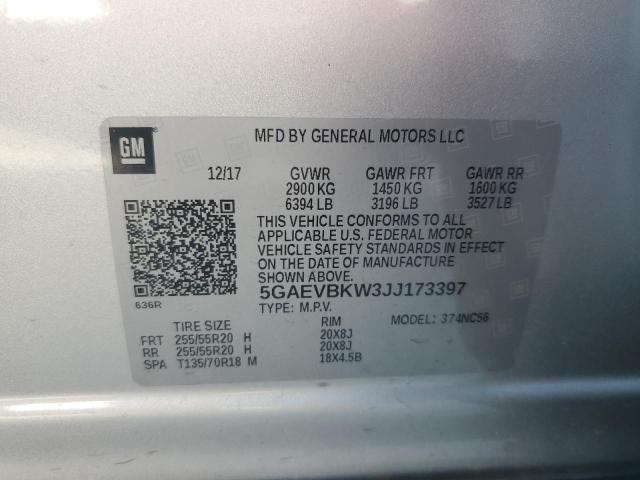 GM
MFD BY GENERAL MOTORS LLC
12/17 GVWR GAWR FRT GAWR RR
2900 KG 1450 KG 1600 KG
6394 LB 3196 LB 3527 LB
THIS VEHICLE CONFORMS TO ALL
APPLICABLE U.S. FEDERAL MOTOR
VEHICLE SAFETY STANDARDS IN EFFECT
ON THE DATE OF MANUFACTURE
SHOWN ABOVE.
5GAEVBKW3JJ173397
636R
TYPE: M.P.V. MODEL: 374NC56
TIRE SIZE RIM
FRT 255/55R20 H 20X8J
RR 255/55R20 H 20X8J
SPA T135/70R18 M 18X4.5B